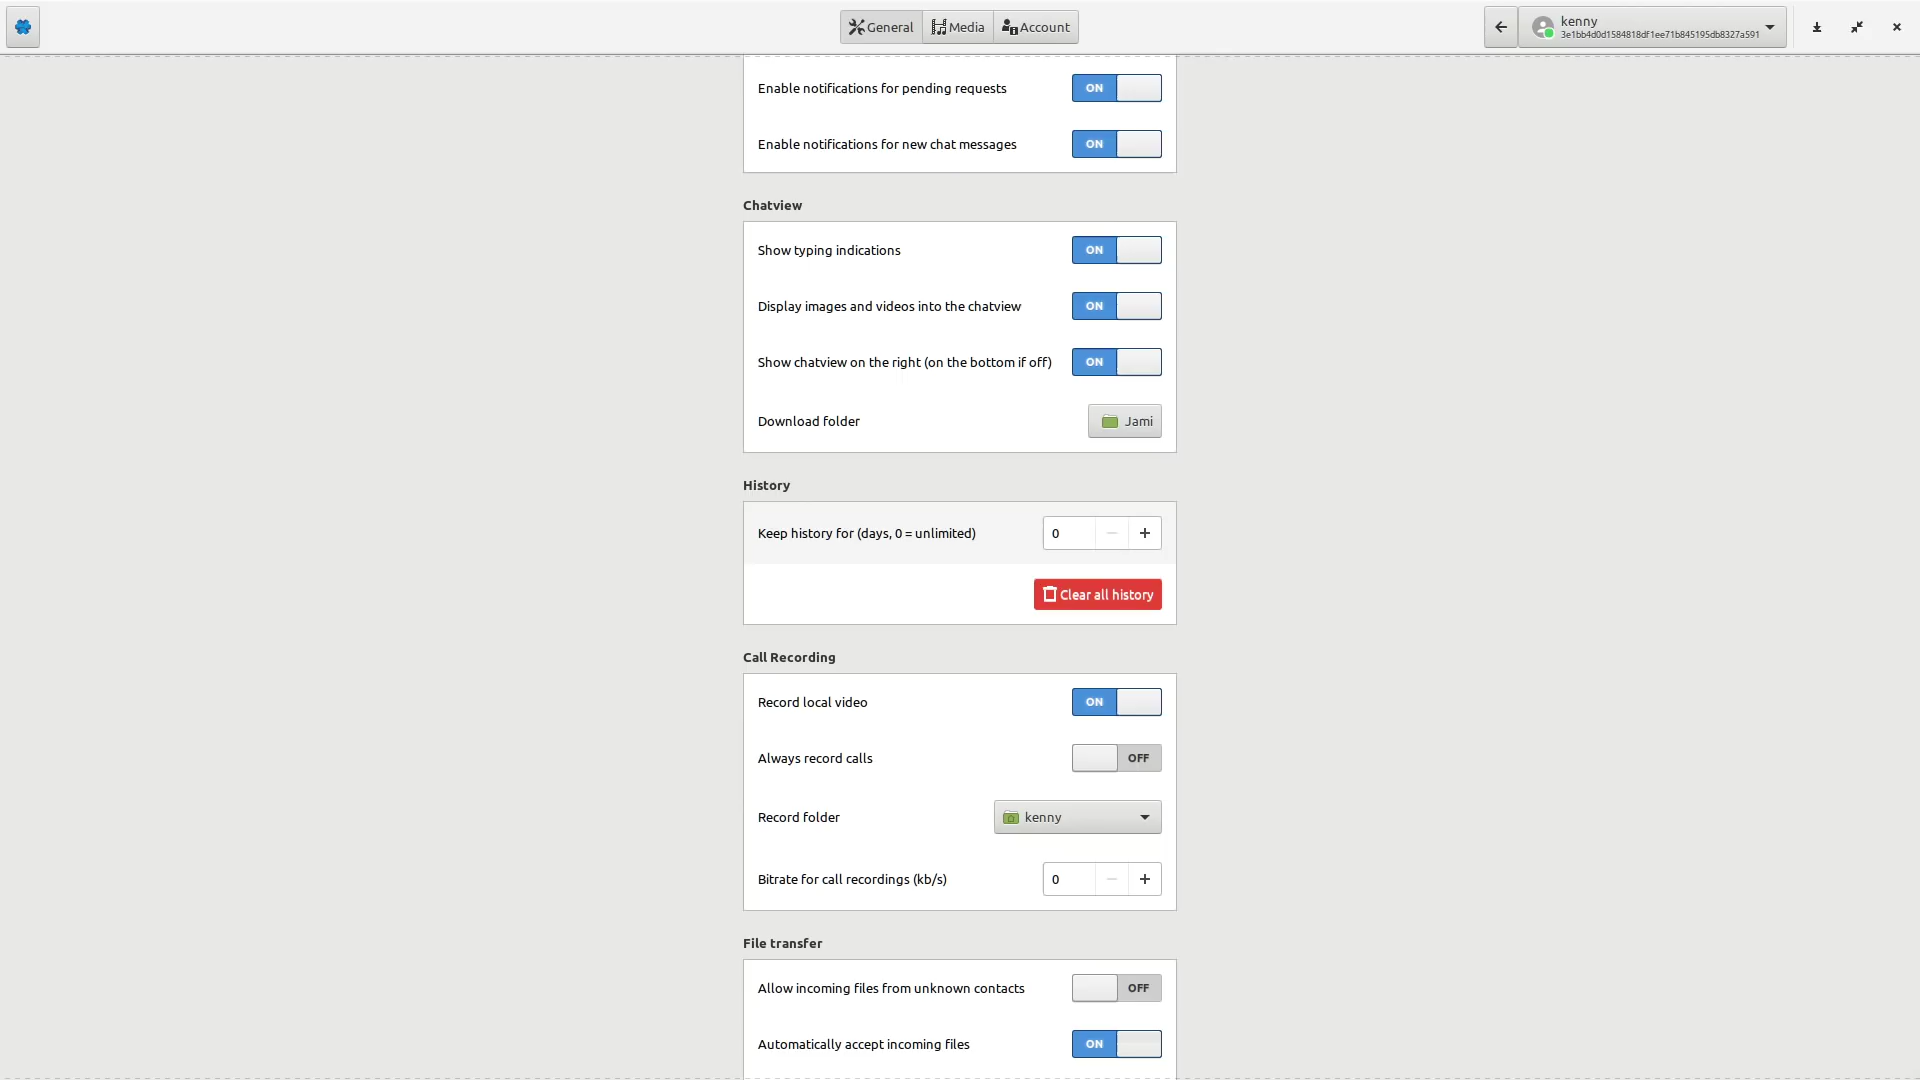 General Media Account kenny
3e1bb4d0d1584818df1ee71b845195db8327a591
Enable notifications for pending requests ON
Enable notifications for new chat messages ON
Chatview
Show typing indications ON
Display images and videos into the chatview ON
Show chatview on the right (on the bottom if off) ON
Download folder Jami
History
Keep history for (days, 0 = unlimited) 0
Clear all history
Call Recording
Record local video ON
Always record calls OFF
Record folder kenny
Bitrate for call recordings (kb/s) 0
File transfer
Allow incoming files from unknown contacts OFF
Automatically accept incoming files ON